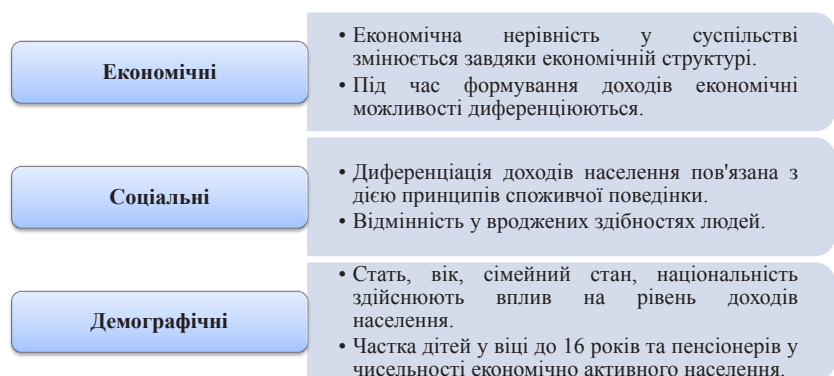 Економічні
• Економічна нерівність у суспільстві
змінюється завдяки економічній структурі.
• Під час формування доходів економічні
можливості диференціюються.
Соціальні
• Диференціація доходів населення пов'язана з
дією принципів споживчої поведінки.
• Відмінність у вроджених здібностях людей.
Демографічні
• Стать, вік, сімейний стан, національність
здійснюють вплив на рівень доходів
населення.
• Частка дітей у віці до 16 років та пенсіонерів у
чисельності економічно активного населення.